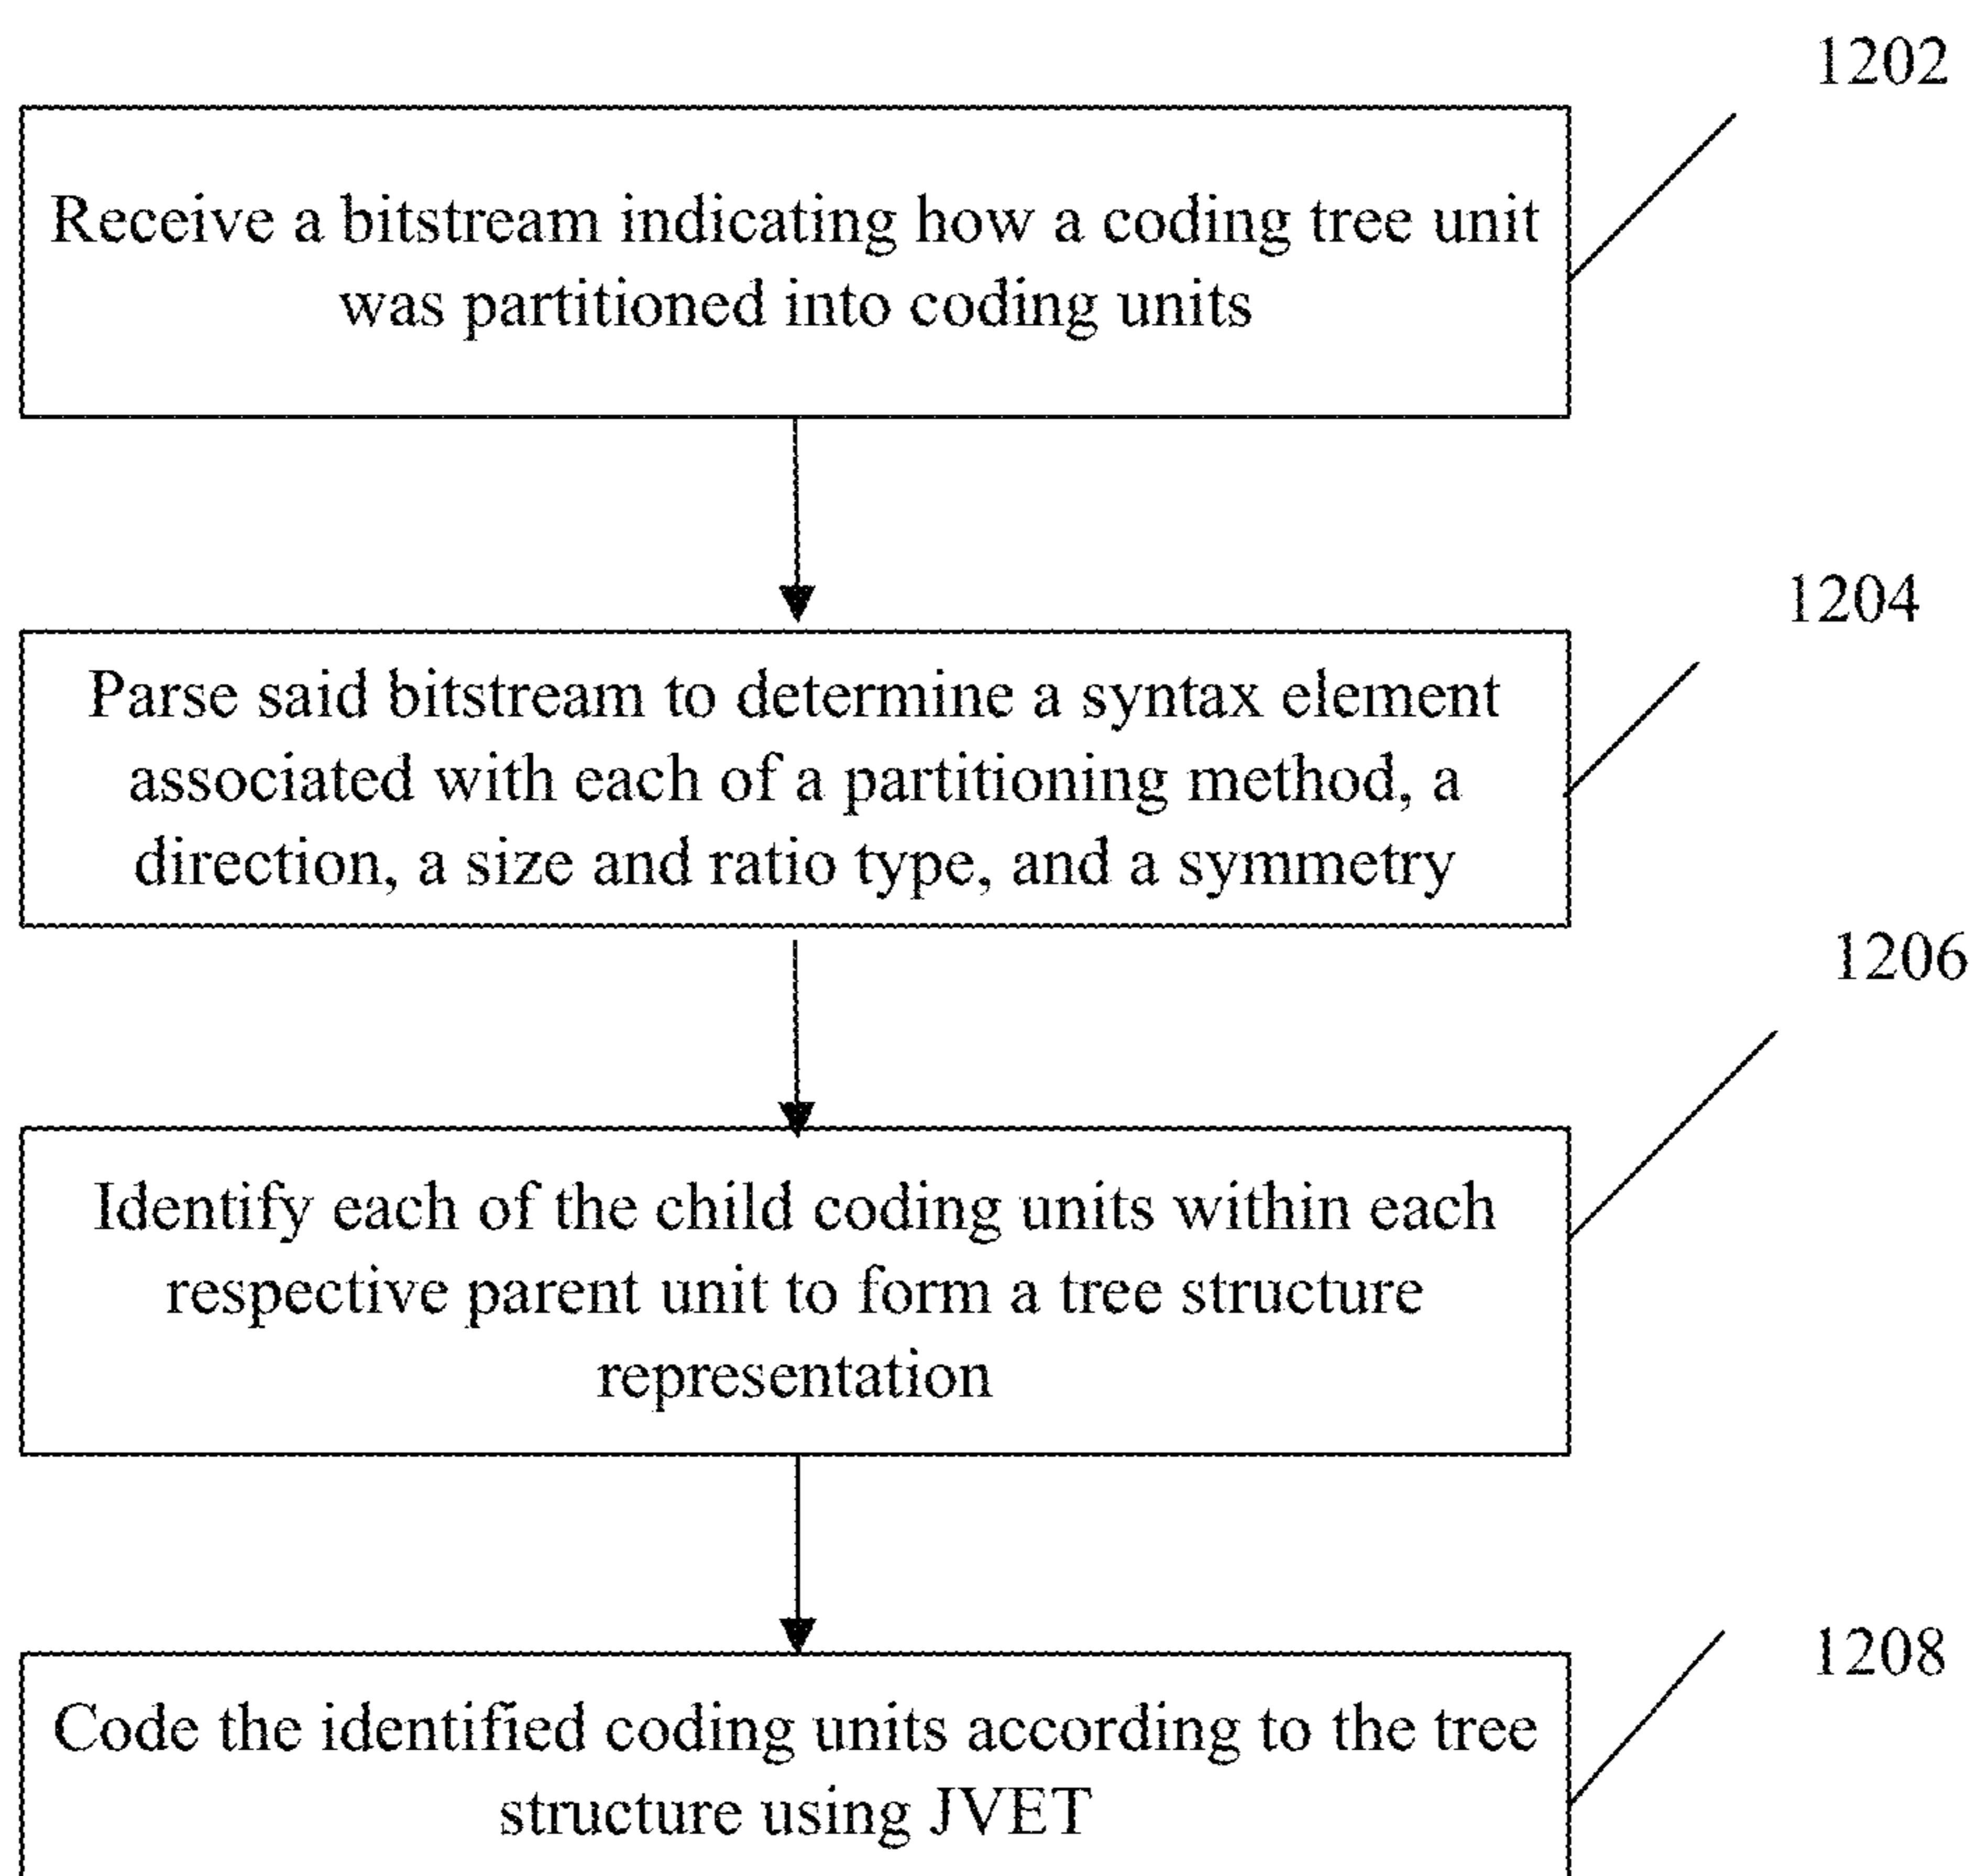 1202
Receive a bitstream indicating how a coding tree unit
was partitioned into coding units
1204
Parse said bitstream to determine a syntax element
associated with each of a partitioning method, a
direction, a size and ratio type, and a symmetry
1206
Identify each of the child coding units within each
respective parent unit to form a tree structure
representation
1208
Code the identified coding units according to the tree
structure using JVET